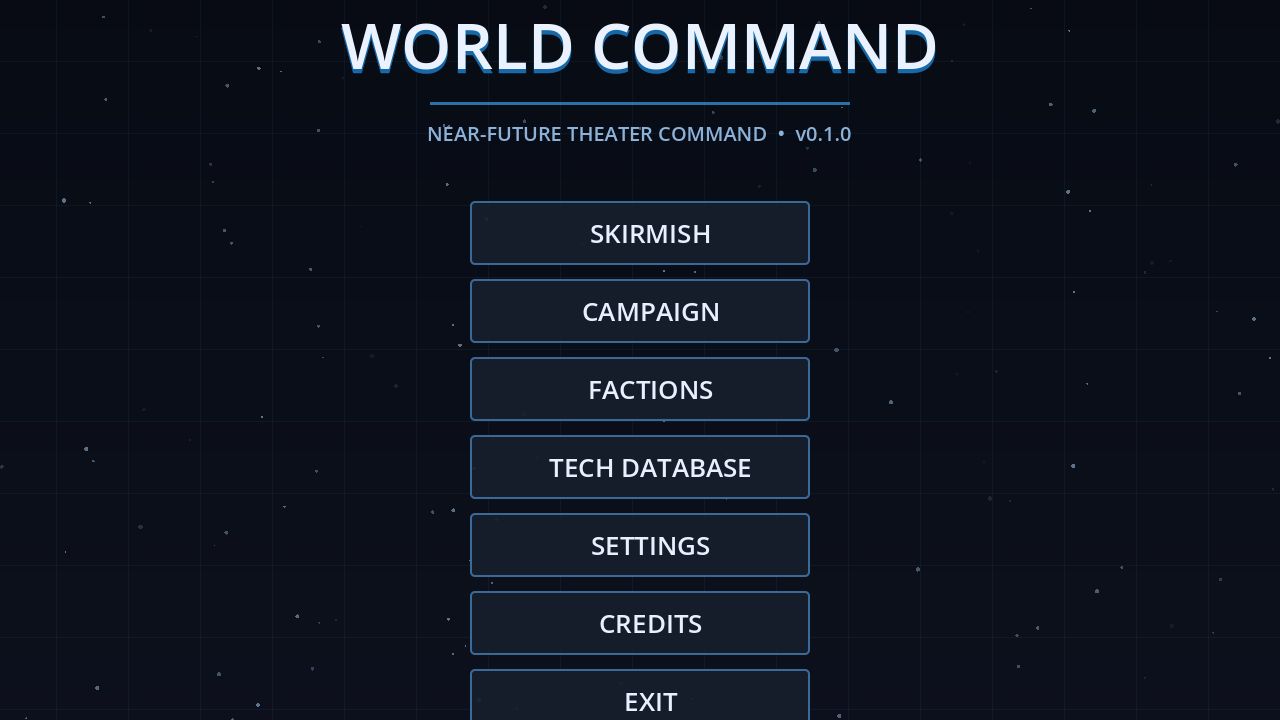 WORLD COMMAND
NEAR-FUTURE THEATER COMMAND • v0.1.0
SKIRMISH
CAMPAIGN
FACTIONS
TECH DATABASE
SETTINGS
CREDITS
EXIT